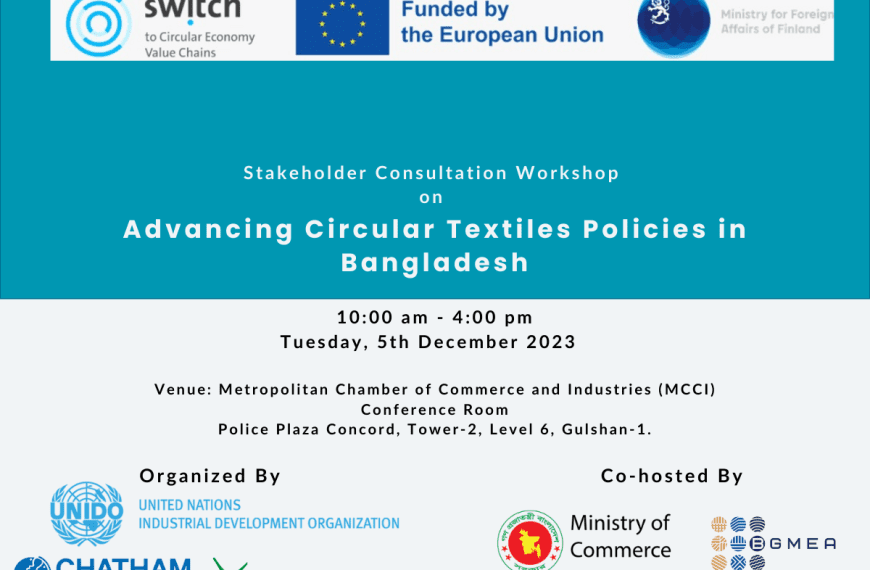 switch
to Circular Economy
Value Chains
Funded by
the European Union
Ministry for Foreign
Affairs of Finland
Stakeholder Consultation Workshop
on
Advancing Circular Textiles Policies in
Bangladesh
10:00 am - 4:00 pm
Tuesday, 5th December 2023
Venue: Metropolitan Chamber of Commerce and Industries (MCCI)
Conference Room
Police Plaza Concord, Tower-2, Level 6, Gulshan-1.
Organized By
UNIDO
UNITED NATIONS
INDUSTRIAL DEVELOPMENT ORGANIZATION
CHATHAM
Co-hosted By
Ministry of
Commerce
BGMEA